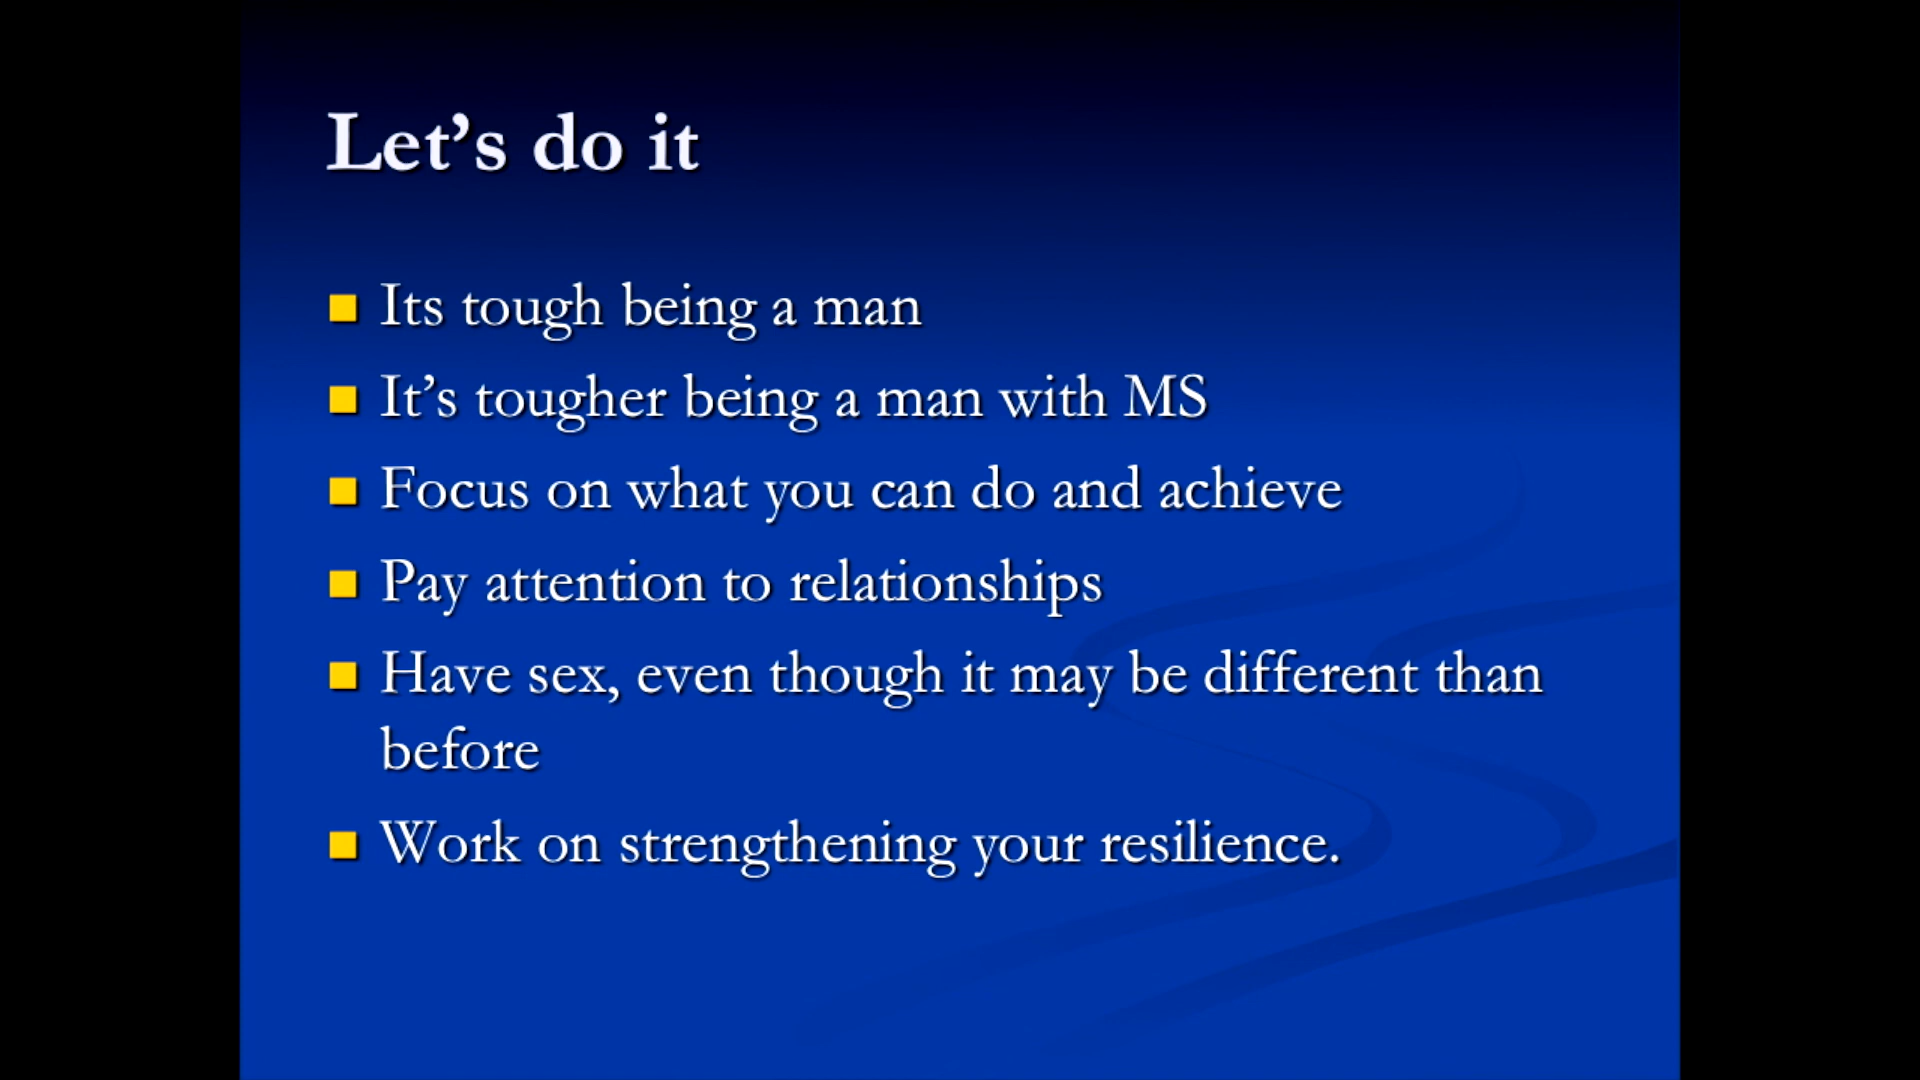 Let’s do it
Its tough being a man
It’s tougher being a man with MS
Focus on what you can do and achieve
Pay attention to relationships
Have sex, even though it may be different than
before
Work on strengthening your resilience.